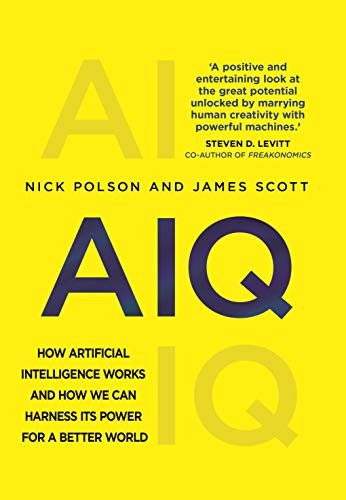 AI
'A positive and
entertaining look at
the great potential
unlocked by marrying
human creativity with
powerful machines.'
STEVEN D. LEVITT
CO-AUTHOR OF FREAKONOMICS
NICK POLSON AND JAMES SCOTT
AIQ
IQ
HOW ARTIFICIAL
INTELLIGENCE WORKS
AND HOW WE CAN
HARNESS ITS POWER
FOR A BETTER WORLD